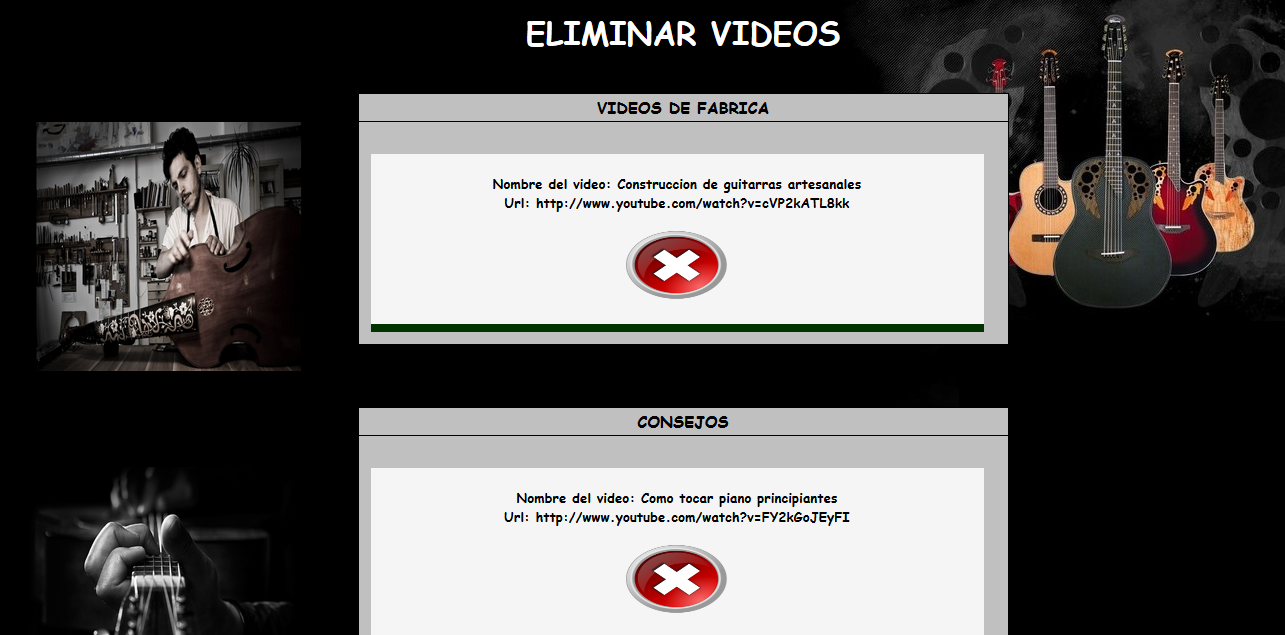 ELIMINAR VIDEOS
VIDEOS DE FABRICA
Nombre del video: Construccion de guitarras artesanales
Url: http://www.youtube.com/watch?v=cVP2kATL8kk
CONSEJOS
Nombre del video: Como tocar piano principiantes
Url: http://www.youtube.com/watch?v=FY2kGoJEyFI